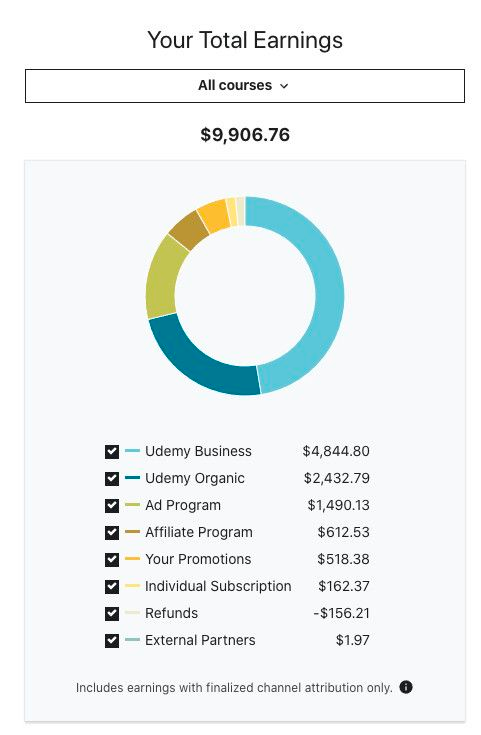 Your Total Earnings
All courses
$9,906.76
Udemy Business $4,844.80
Udemy Organic $2,432.79
Ad Program $1,490.13
Affiliate Program $612.53
Your Promotions $518.38
Individual Subscription $162.37
Refunds -$156.21
External Partners $1.97
Includes earnings with finalized channel attribution only.